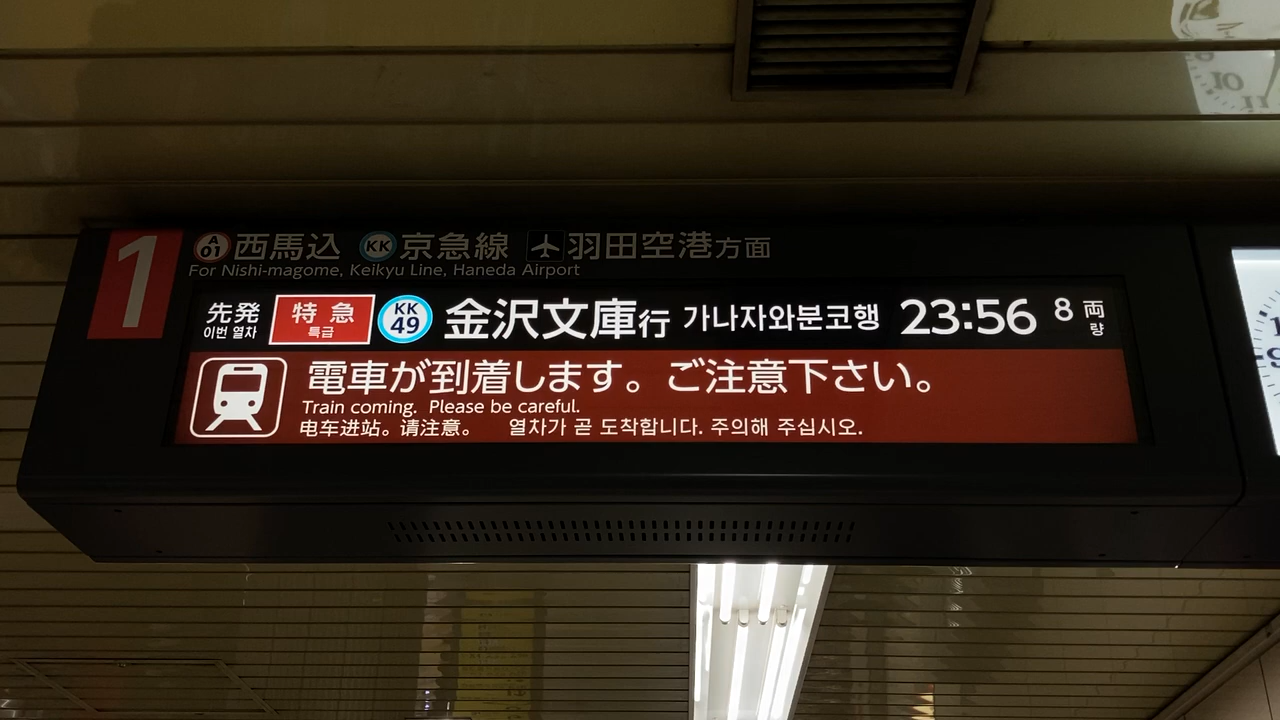 1
A 01 西馬込 KK 京急線 羽田空港方面
For Nishi-magome, Keikyu Line, Haneda Airport
先発 特急 KK 49 金沢文庫行 가나자와분코행 23:56 8 両
이번 열차 특급 량
電車が到着します。ご注意下さい。
Train coming. Please be careful.
电车进站。请注意。 열차가 곧 도착합니다. 주의해 주십시오.
10
11